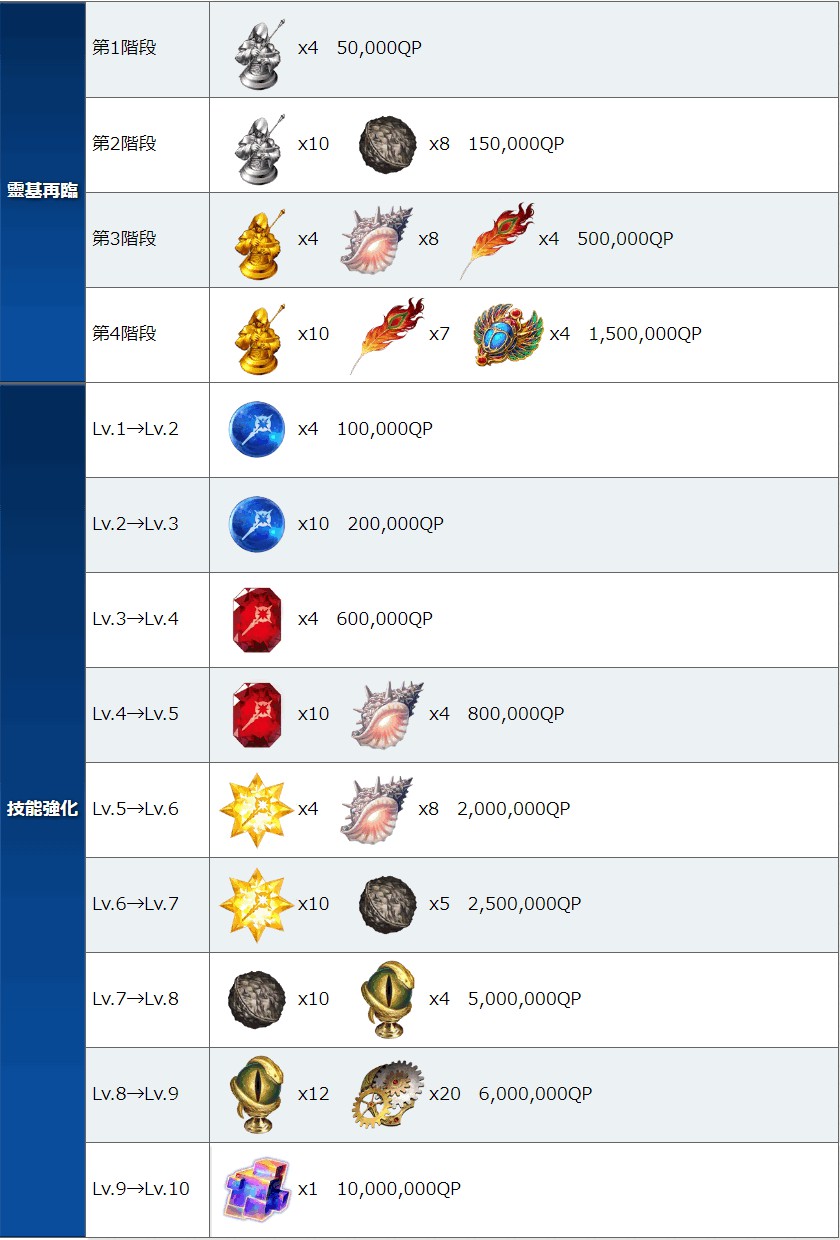 靈基再臨
第1階段 x4 50,000QP
第2階段 x10 x8 150,000QP
第3階段 x4 x8 x4 500,000QP
第4階段 x10 x7 x4 1,500,000QP
技能強化
Lv.1→Lv.2 x4 100,000QP
Lv.2→Lv.3 x10 200,000QP
Lv.3→Lv.4 x4 600,000QP
Lv.4→Lv.5 x10 x4 800,000QP
Lv.5→Lv.6 x4 x8 2,000,000QP
Lv.6→Lv.7 x10 x5 2,500,000QP
Lv.7→Lv.8 x10 x4 5,000,000QP
Lv.8→Lv.9 x12 x20 6,000,000QP
Lv.9→Lv.10 x1 10,000,000QP